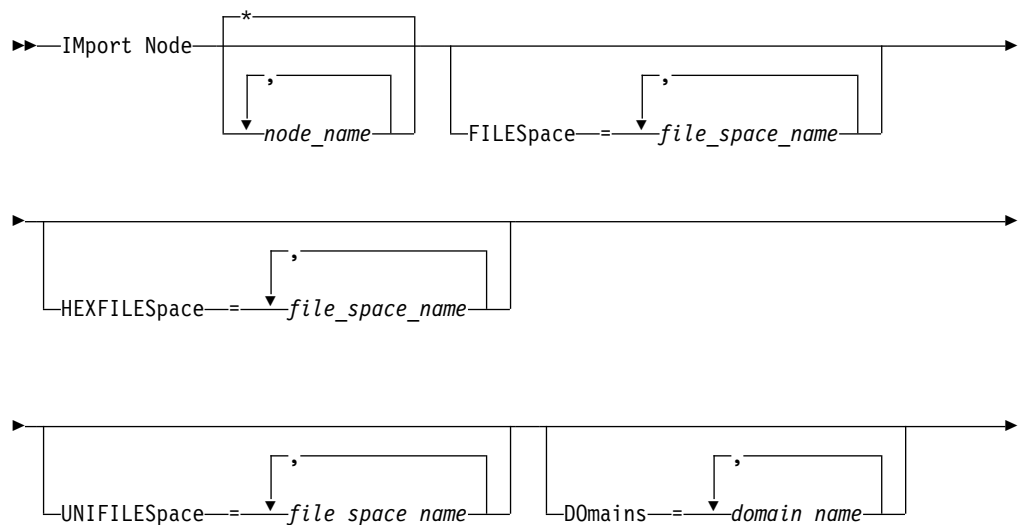 *
IMport Node
, ,
node_name FILESpace = file_space_name
,
HEXFILESpace = file_space_name
, ,
UNIFILESpace = file_space_name DOmains = domain_name